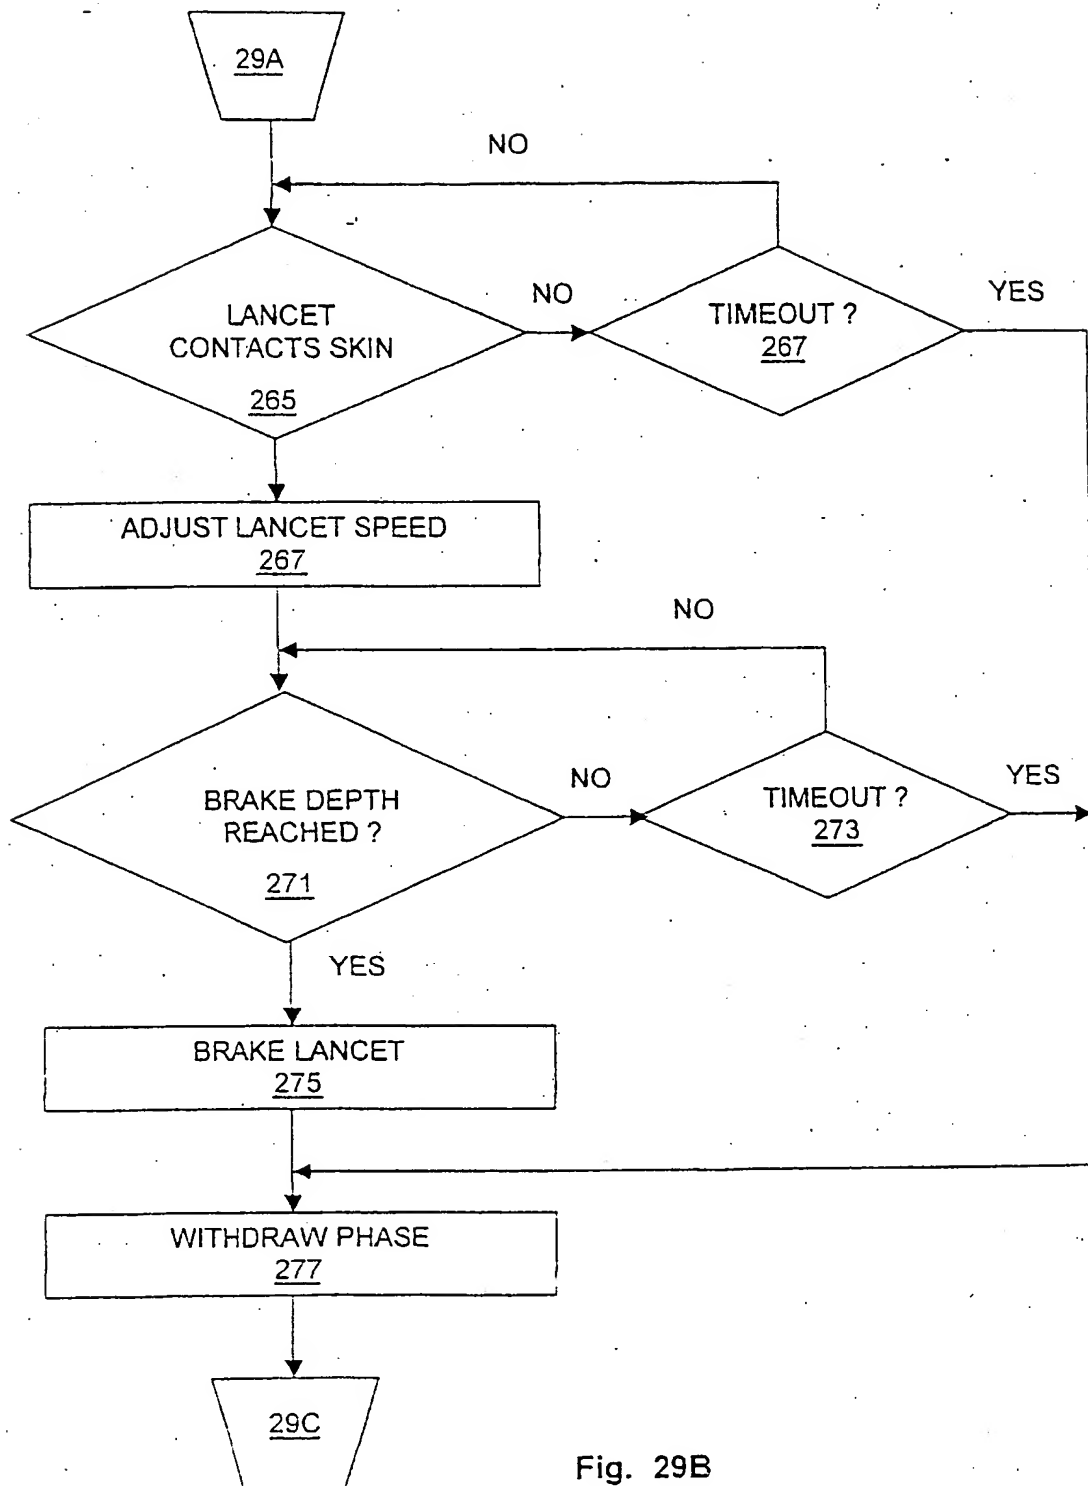 29A
NO
LANCET
CONTACTS SKIN
265
NO
TIMEOUT ?
267
YES
ADJUST LANCET SPEED
267
NO
BRAKE DEPTH
REACHED ?
271
NO
TIMEOUT ?
273
YES
YES
BRAKE LANCET
275
WITHDRAW PHASE
277
29C
Fig. 29B